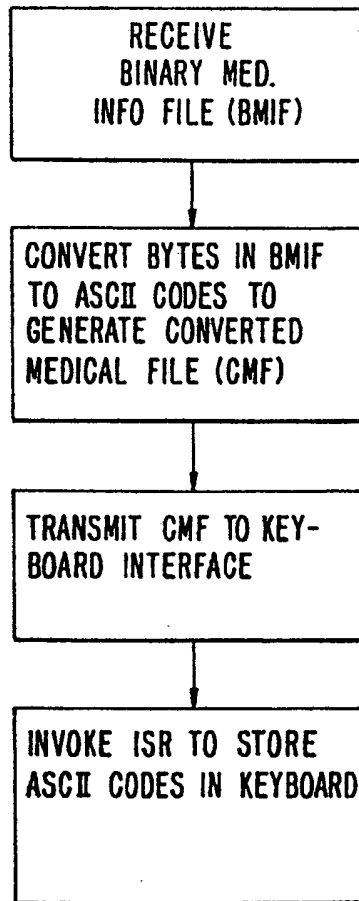 RECEIVE
BINARY MED.
INFO FILE (BMIF)
CONVERT BYTES IN BMIF
TO ASCII CODES TO
GENERATE CONVERTED
MEDICAL FILE (CMF)
TRANSMIT CMF TO KEY-
BOARD INTERFACE
INVOKE ISR TO STORE
ASCII CODES IN KEYBOARD